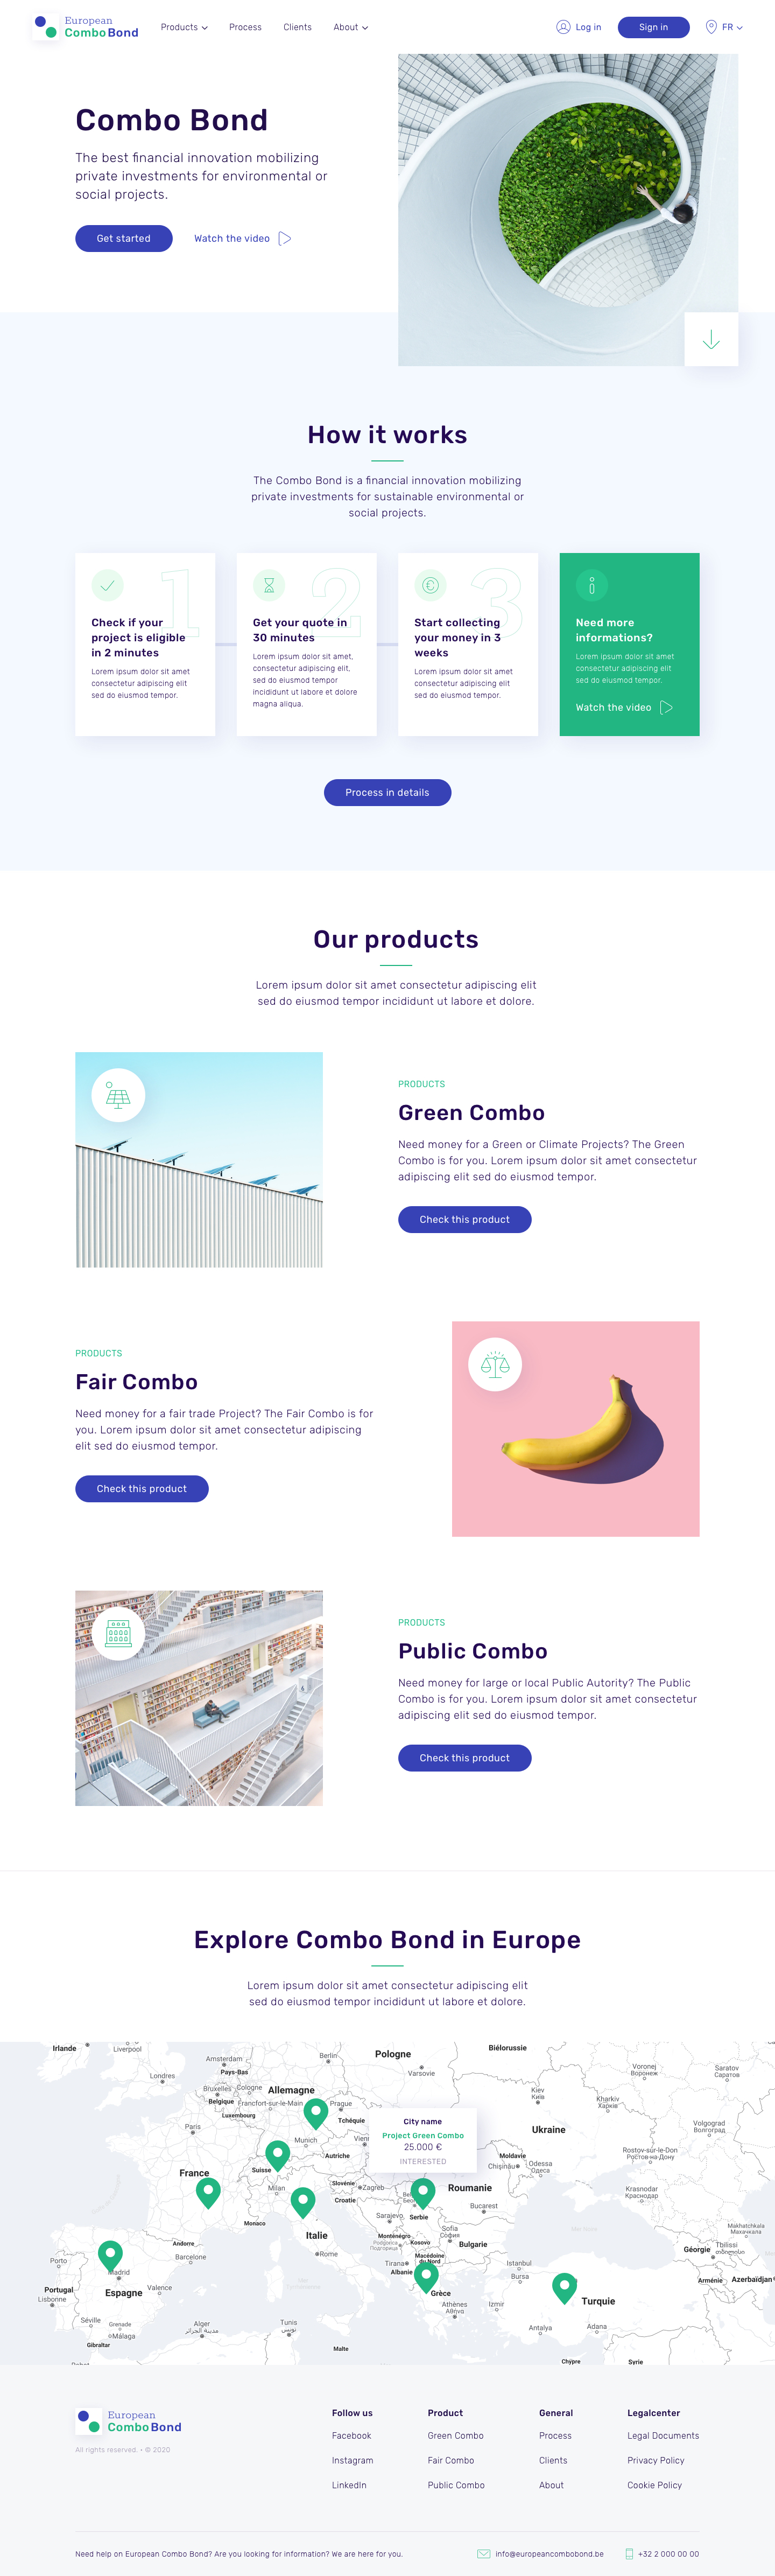 European
ComboBond
Products
Process
Clients
About
Log in
Sign in
FR
Combo Bond
The best financial innovation mobilizing
private investments for environmental or
social projects.
Get started
Watch the video
How it works
The Combo Bond is a financial innovation mobilizing
private investments for sustainable environmental or
social projects.
1
Check if your
project is eligible
in 2 minutes
Lorem ipsum dolor sit amet
consectetur adipiscing elit
sed do eiusmod tempor.
2
Get your quote in
30 minutes
Lorem ipsum dolor sit amet,
consectetur adipiscing elit,
sed do eiusmod tempor
incididunt ut labore et dolore
magna aliqua.
3
Start collecting
your money in 3
weeks
Lorem ipsum dolor sit amet
consectetur adipiscing elit
sed do eiusmod tempor.
Need more
informations?
Lorem ipsum dolor sit amet
consectetur adipiscing elit
sed do eiusmod tempor.
Watch the video
Process in details
Our products
Lorem ipsum dolor sit amet consectetur adipiscing elit
sed do eiusmod tempor incididunt ut labore et dolore.
PRODUCTS
Green Combo
Need money for a Green or Climate Projects? The Green
Combo is for you. Lorem ipsum dolor sit amet consectetur
adipiscing elit sed do eiusmod tempor.
Check this product
PRODUCTS
Fair Combo
Need money for a fair trade Project? The Fair Combo is for
you. Lorem ipsum dolor sit amet consectetur adipiscing
elit sed do eiusmod tempor.
Check this product
PRODUCTS
Public Combo
Need money for large or local Public Autority? The Public
Combo is for you. Lorem ipsum dolor sit amet consectetur
adipiscing elit sed do eiusmod tempor.
Check this product
Explore Combo Bond in Europe
Lorem ipsum dolor sit amet consectetur adipiscing elit
sed do eiusmod tempor incididunt ut labore et dolore.
Irlande
Liverpool
Amsterdam
Pays-Bas
Berlin
Pologne
Varsovie
Biélorussie
Voronej
Воронеж
Saratov
Саратов
Londres
Bruxelles
Cologne
Belgique
Francfort-sur-le-Main
Allemagne
Luxembourg
Prague
Tchéquie
Kiev
Київ
Kharkiv
Харків
Volgograd
Волгоград
Paris
Munich
Ukraine
City name
Project Green Combo
25.000 €
INTERESTED
Rostov-sur-le-Don
Ростов-на-Дону
Suisse
Autriche
Moldavie
Chișinău
Odessa
Одеса
France
Milan
Slovénie
Zagreb
Croatie
Roumanie
Bucarest
Krasnodar
Краснодар
Monaco
Italie
Sarajevo
Serbie
Sofia
София
Makhatchkala
Махачкала
Andorre
Monténégro
Kosovo
Bulgarie
Géorgie
Tbilissi
თბილისი
Porto
Barcelone
Rome
Tirana
Macédoine
du Nord
Albanie
Istanbul
Bursa
Arménie
Azerbaïdjan
Madrid
Portugal
Lisbonne
Espagne
Valence
Grèce
Athènes
Αθήνα
Izmir
Turquie
Séville
Grenade
Málaga
Gibraltar
Alger
مدينة الجزائر
Tunis
تونس
Antalya
Adana
Malte
Chypre
Syrie
European
ComboBond
All rights reserved. - © 2020
Follow us
Facebook
Instagram
LinkedIn
Product
Green Combo
Fair Combo
Public Combo
General
Process
Clients
About
Legalcenter
Legal Documents
Privacy Policy
Cookie Policy
Need help on European Combo Bond? Are you looking for information? We are here for you.
info@europeancombobond.be
+32 2 000 00 00